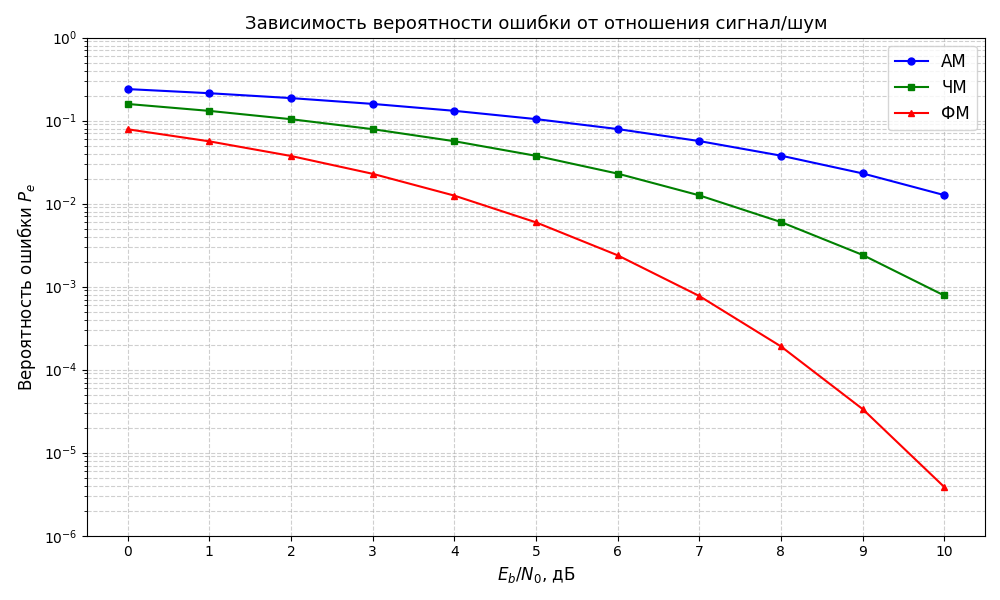 Зависимость вероятности ошибки от отношения сигнал/шум
Вероятность ошибки $P_e$
10⁰
10⁻¹
10⁻²
10⁻³
10⁻⁴
10⁻⁵
10⁻⁶
АМ
ЧМ
ФМ
0 1 2 3 4 5 6 7 8 9 10
$E_b/N_0$, дБ